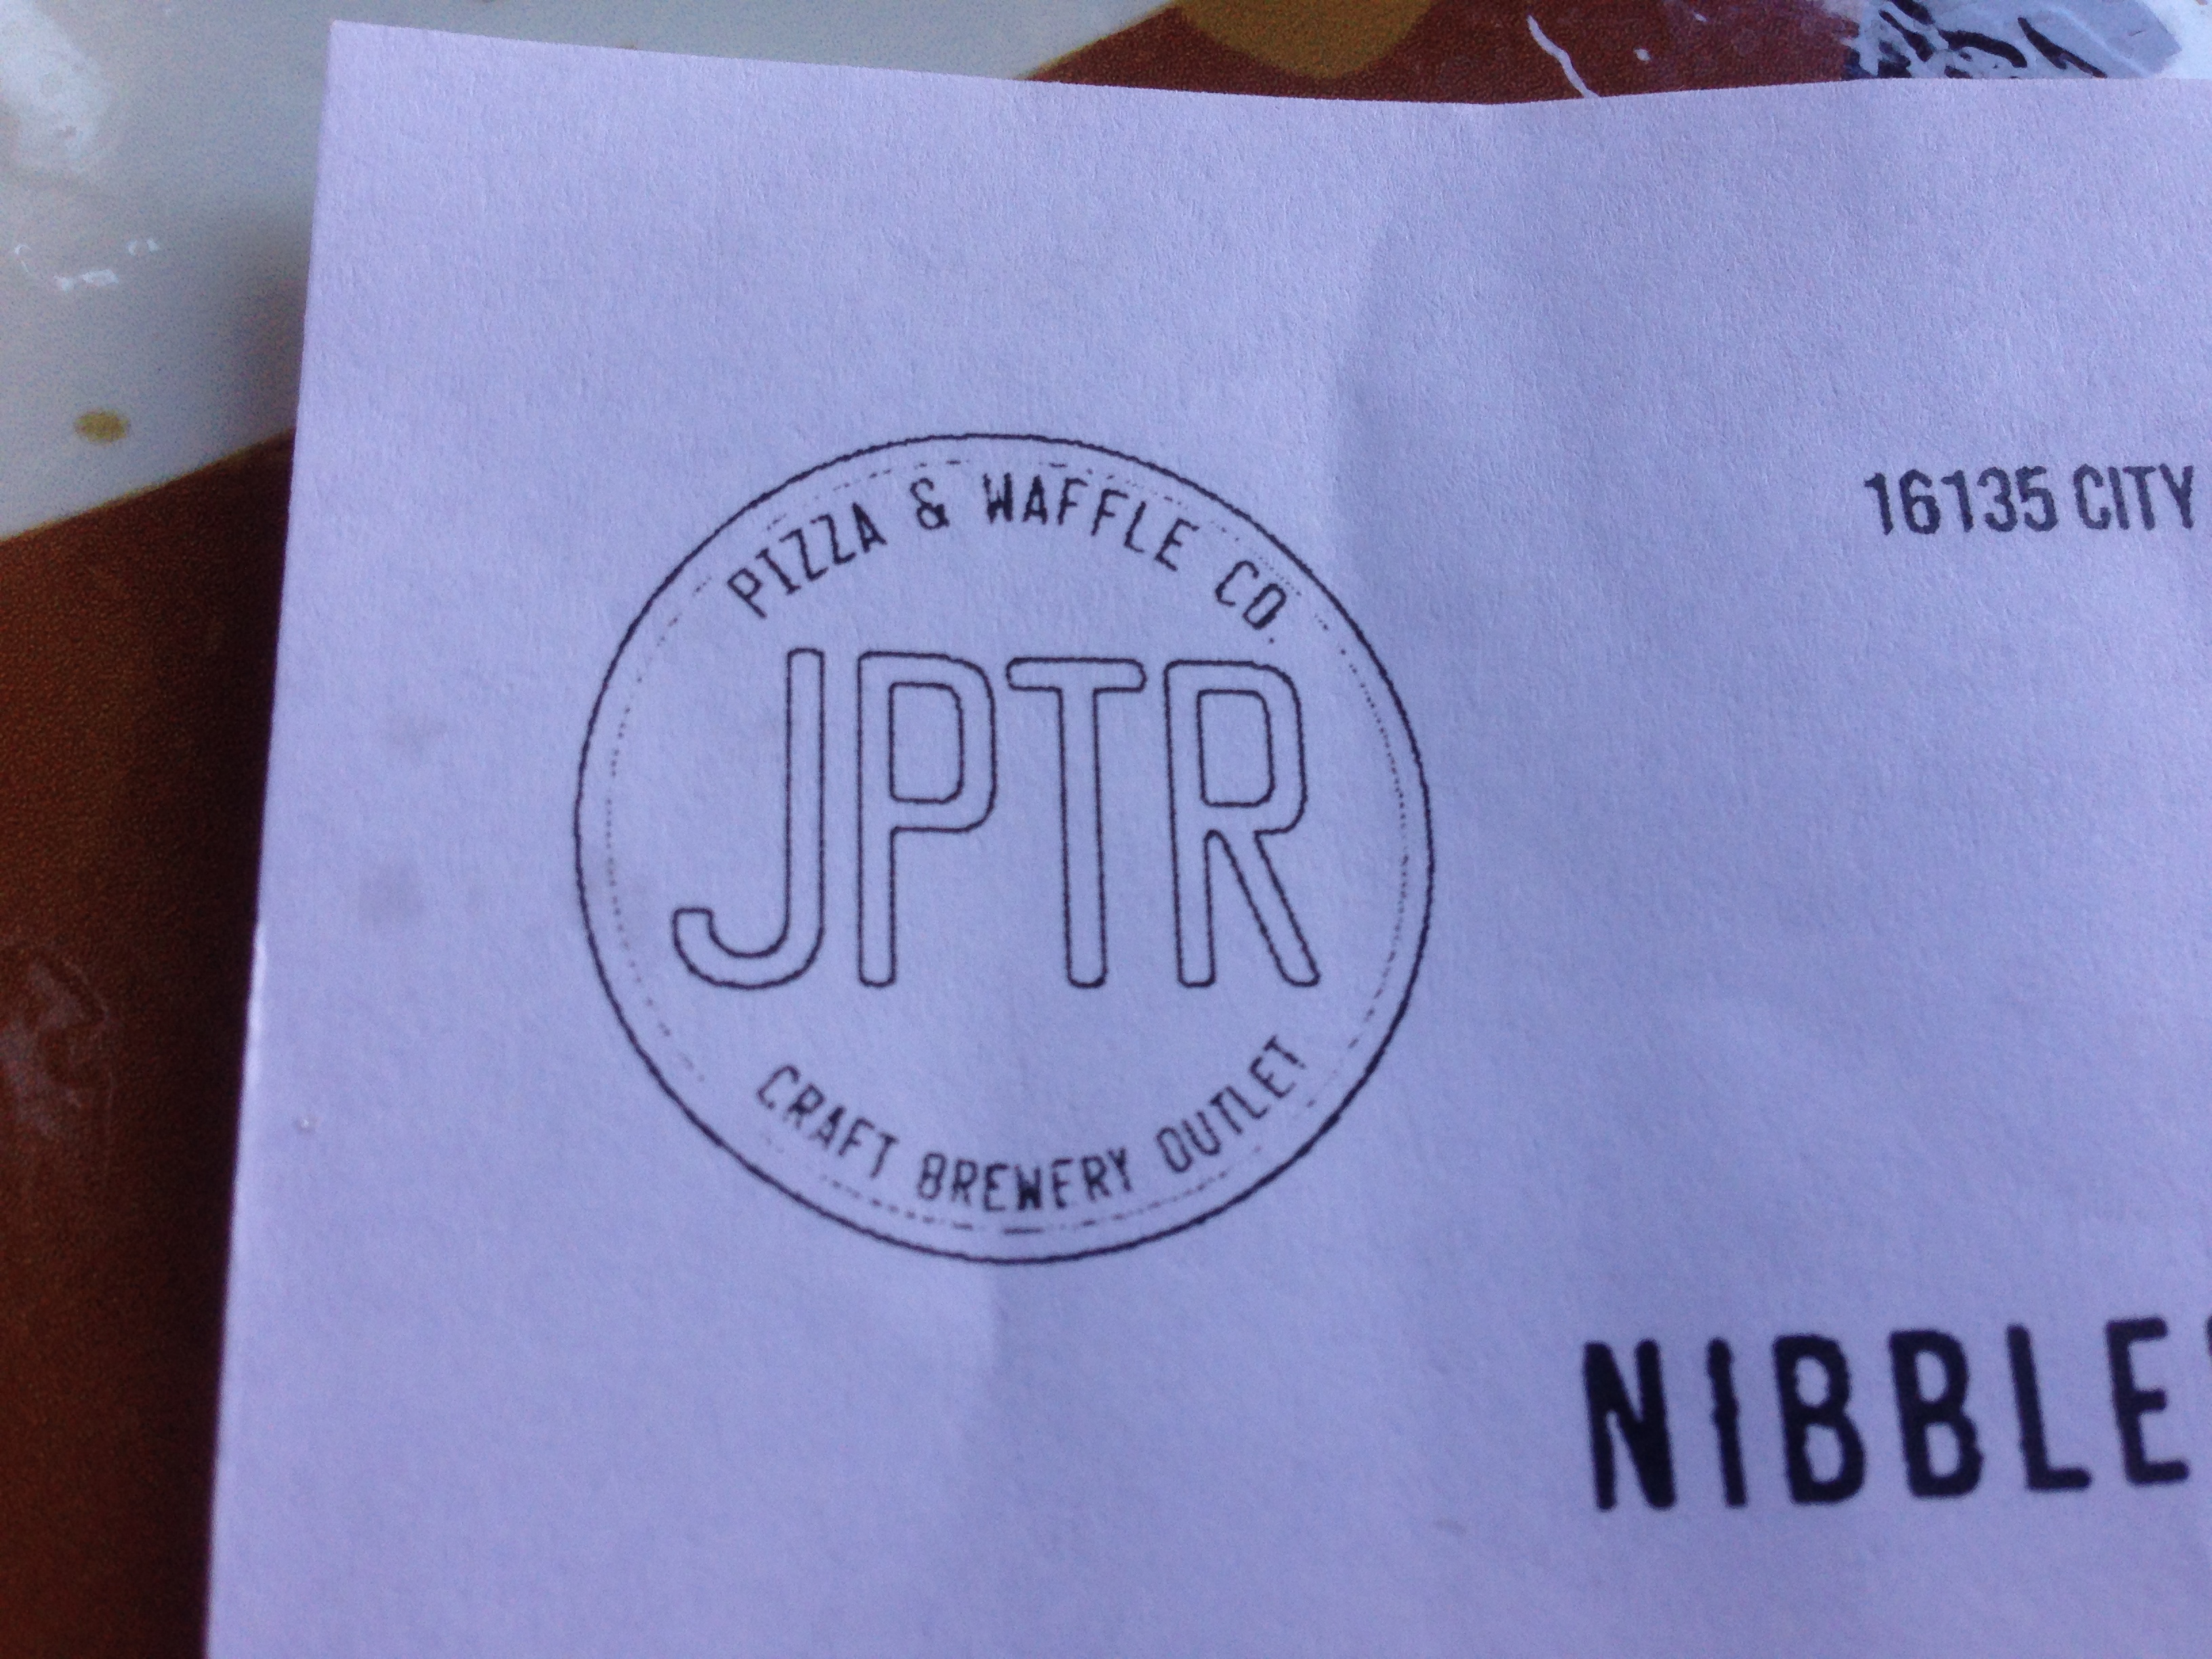 PIZZA & WAFFLE CO.
JPTR
CRAFT BREWERY OUTLET
16135 CITY
NIBBLE